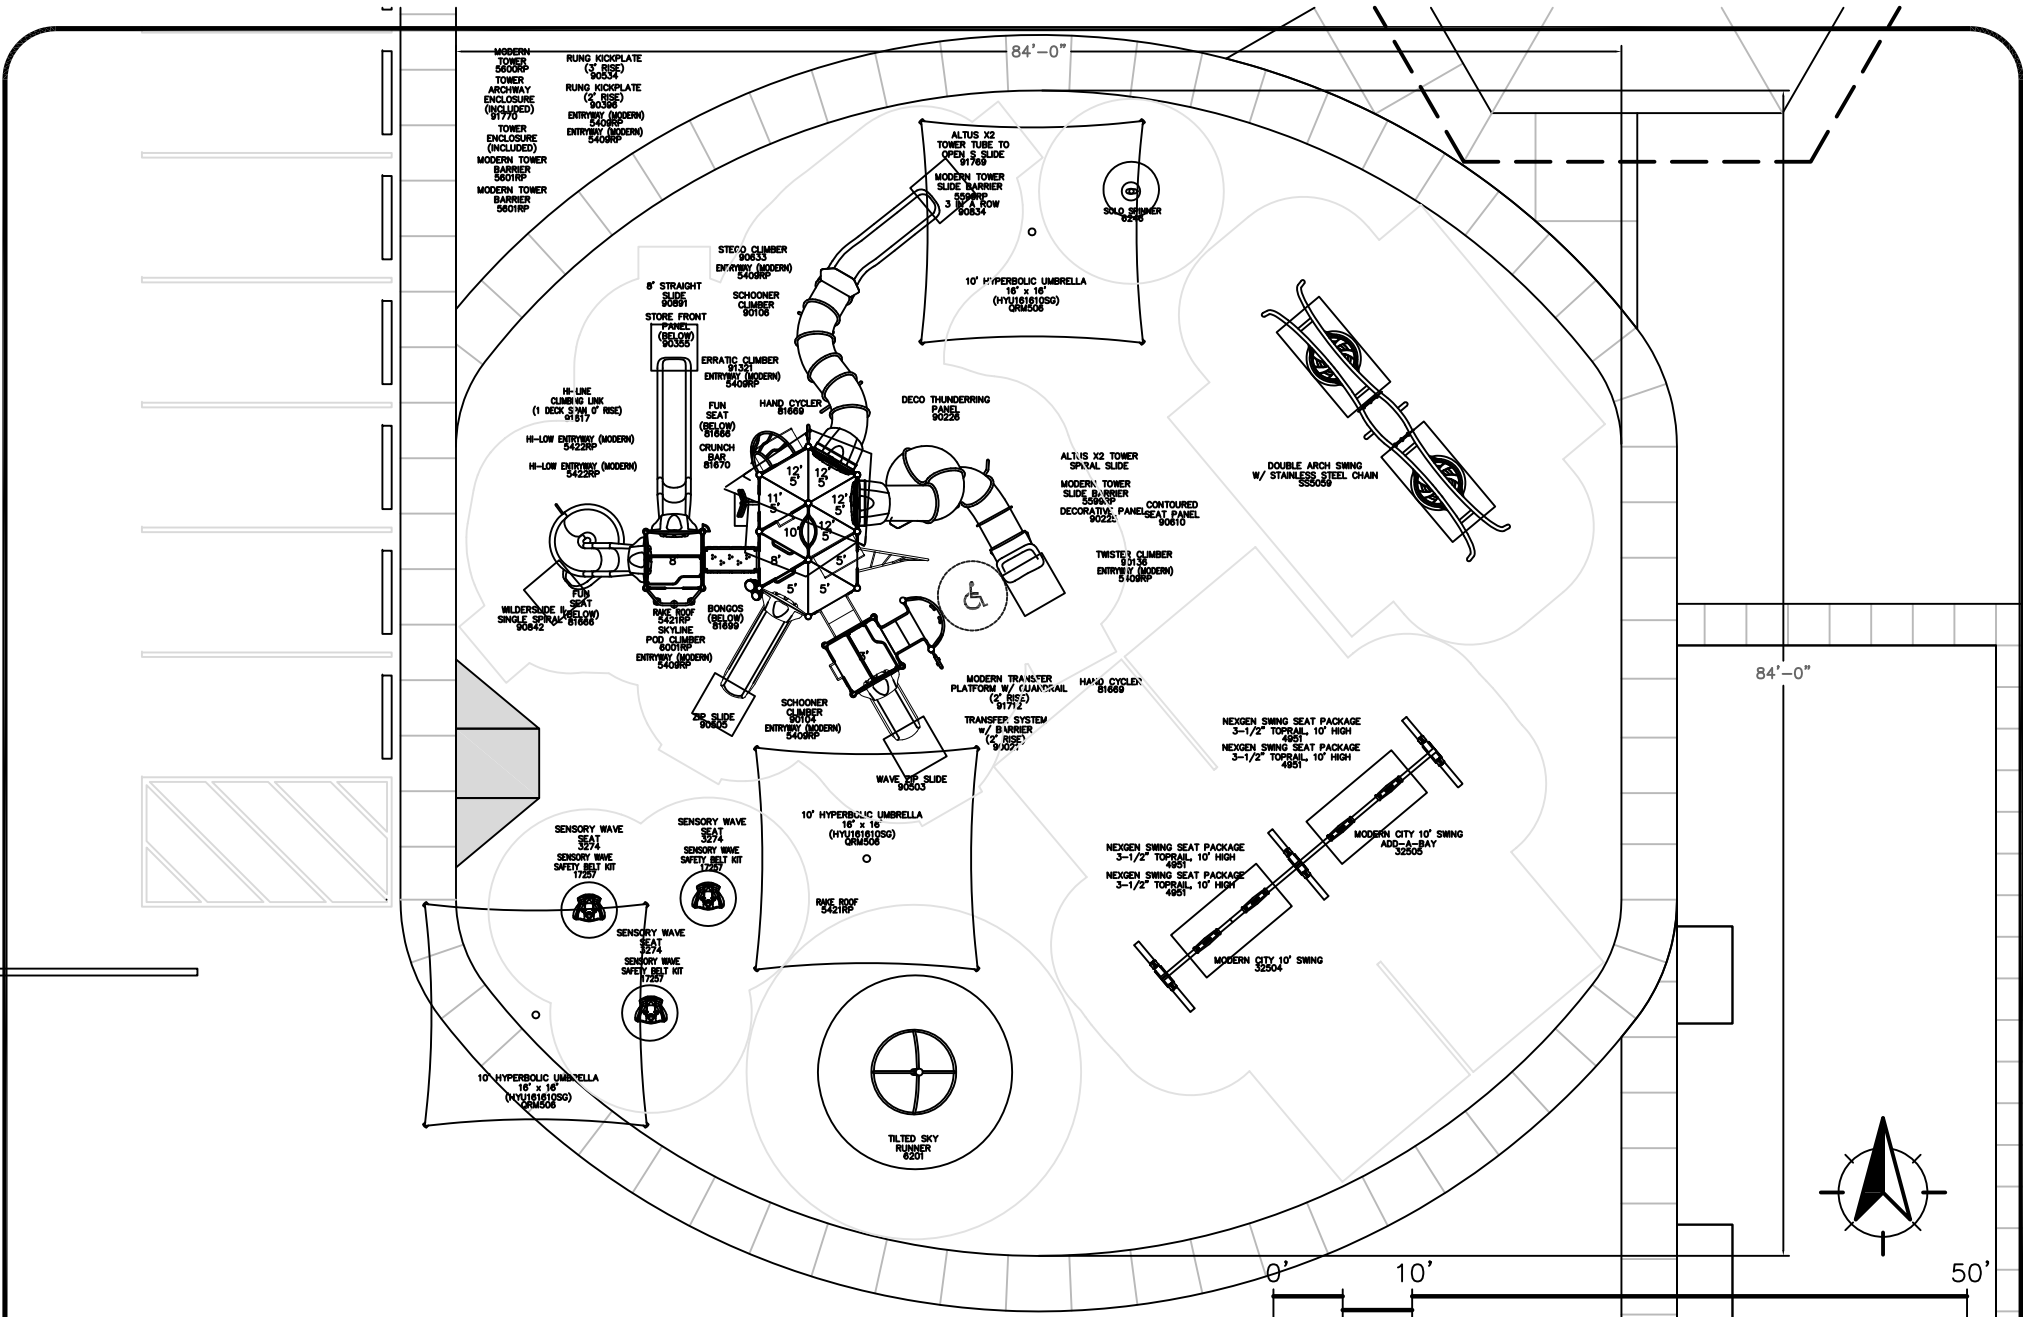 84'-0"
MODERN
TOWER
5600RP
TOWER
ARCHWAY
ENCLOSURE
(INCLUDED)
91770
TOWER
ENCLOSURE
(INCLUDED)
MODERN TOWER
BARRIER
5601RP
MODERN TOWER
BARRIER
5601RP
RUNG KICKPLATE
(3' RISE)
90534
RUNG KICKPLATE
(2' RISE)
90396
ENTRYWAY (MODERN)
5409RP
ENTRYWAY (MODERN)
5409RP
ALTUS X2
TOWER TUBE TO
OPEN S SLIDE
91769
MODERN TOWER
SLIDE BARRIER
5599RP
3 IN A ROW
90834
SOLO SPINNER
6246
STEGO CLIMBER
90633
ENTRYWAY (MODERN)
5409RP
SCHOONER
CLIMBER
90106
8' STRAIGHT
SLIDE
90891
STORE FRONT
PANEL
(BELOW)
90355
10' HYPERBOLIC UMBRELLA
16' x 16'
(HYU161610SG)
QRM506
ERRATIC CLIMBER
91321
ENTRYWAY (MODERN)
5409RP
HI-LINE
CLIMBING LINK
(1 DECK SPAN 0' RISE)
91617
HI-LOW ENTRYWAY (MODERN)
5422RP
HI-LOW ENTRYWAY (MODERN)
5422RP
FUN
SEAT
(BELOW)
81666
CRUNCH
BAR
81670
HAND CYCLER
81669
DECO THUNDERRING
PANEL
90226
ALTUS X2 TOWER
SPIRAL SLIDE
MODERN TOWER
SLIDE BARRIER
5599RP
DECORATIVE PANEL
90225
CONTOURED
SEAT PANEL
90610
TWISTER CLIMBER
90136
ENTRYWAY (MODERN)
5409RP
DOUBLE ARCH SWING
W/ STAINLESS STEEL CHAIN
SS5059
12'
5'
12'
5'
11'
5'
12'
5'
10'
12'
5'
8'
8'
5'
5'
5'
3'
WILDERSLIDE II
SINGLE SPIRAL
90842
FUN
SEAT
(BELOW)
81666
RAKE ROOF
5421RP
SKYLINE
POD CLIMBER
6001RP
ENTRYWAY (MODERN)
5409RP
BONGOS
(BELOW)
81699
ZIP SLIDE
90505
SCHOONER
CLIMBER
90104
ENTRYWAY (MODERN)
5409RP
MODERN TRANSFER
PLATFORM W/ GUARDRAIL
(2' RISE)
91712
TRANSFER SYSTEM
w/ BARRIER
(2' RISE)
HAND CYCLER
81669
84'-0"
WAVE ZIP SLIDE
90503
10' HYPERBOLIC UMBRELLA
16' x 16'
(HYU161610SG)
QRM506
RAKE ROOF
5421RP
NEXGEN SWING SEAT PACKAGE
3-1/2" TOPRAIL, 10' HIGH
4951
NEXGEN SWING SEAT PACKAGE
3-1/2" TOPRAIL, 10' HIGH
4951
MODERN CITY 10' SWING
ADD-A-BAY
32505
NEXGEN SWING SEAT PACKAGE
3-1/2" TOPRAIL, 10' HIGH
4951
NEXGEN SWING SEAT PACKAGE
3-1/2" TOPRAIL, 10' HIGH
4951
MODERN CITY 10' SWING
32504
SENSORY WAVE
SEAT
3274
SENSORY WAVE
SAFETY BELT KIT
17257
SENSORY WAVE
SEAT
3274
SENSORY WAVE
SAFETY BELT KIT
17257
SENSORY WAVE
SEAT
3274
SENSORY WAVE
SAFETY BELT KIT
17257
10' HYPERBOLIC UMBRELLA
16' x 16'
(HYU161610SG)
QRM506
TILTED SKY
RUNNER
6201
0'
10'
50'